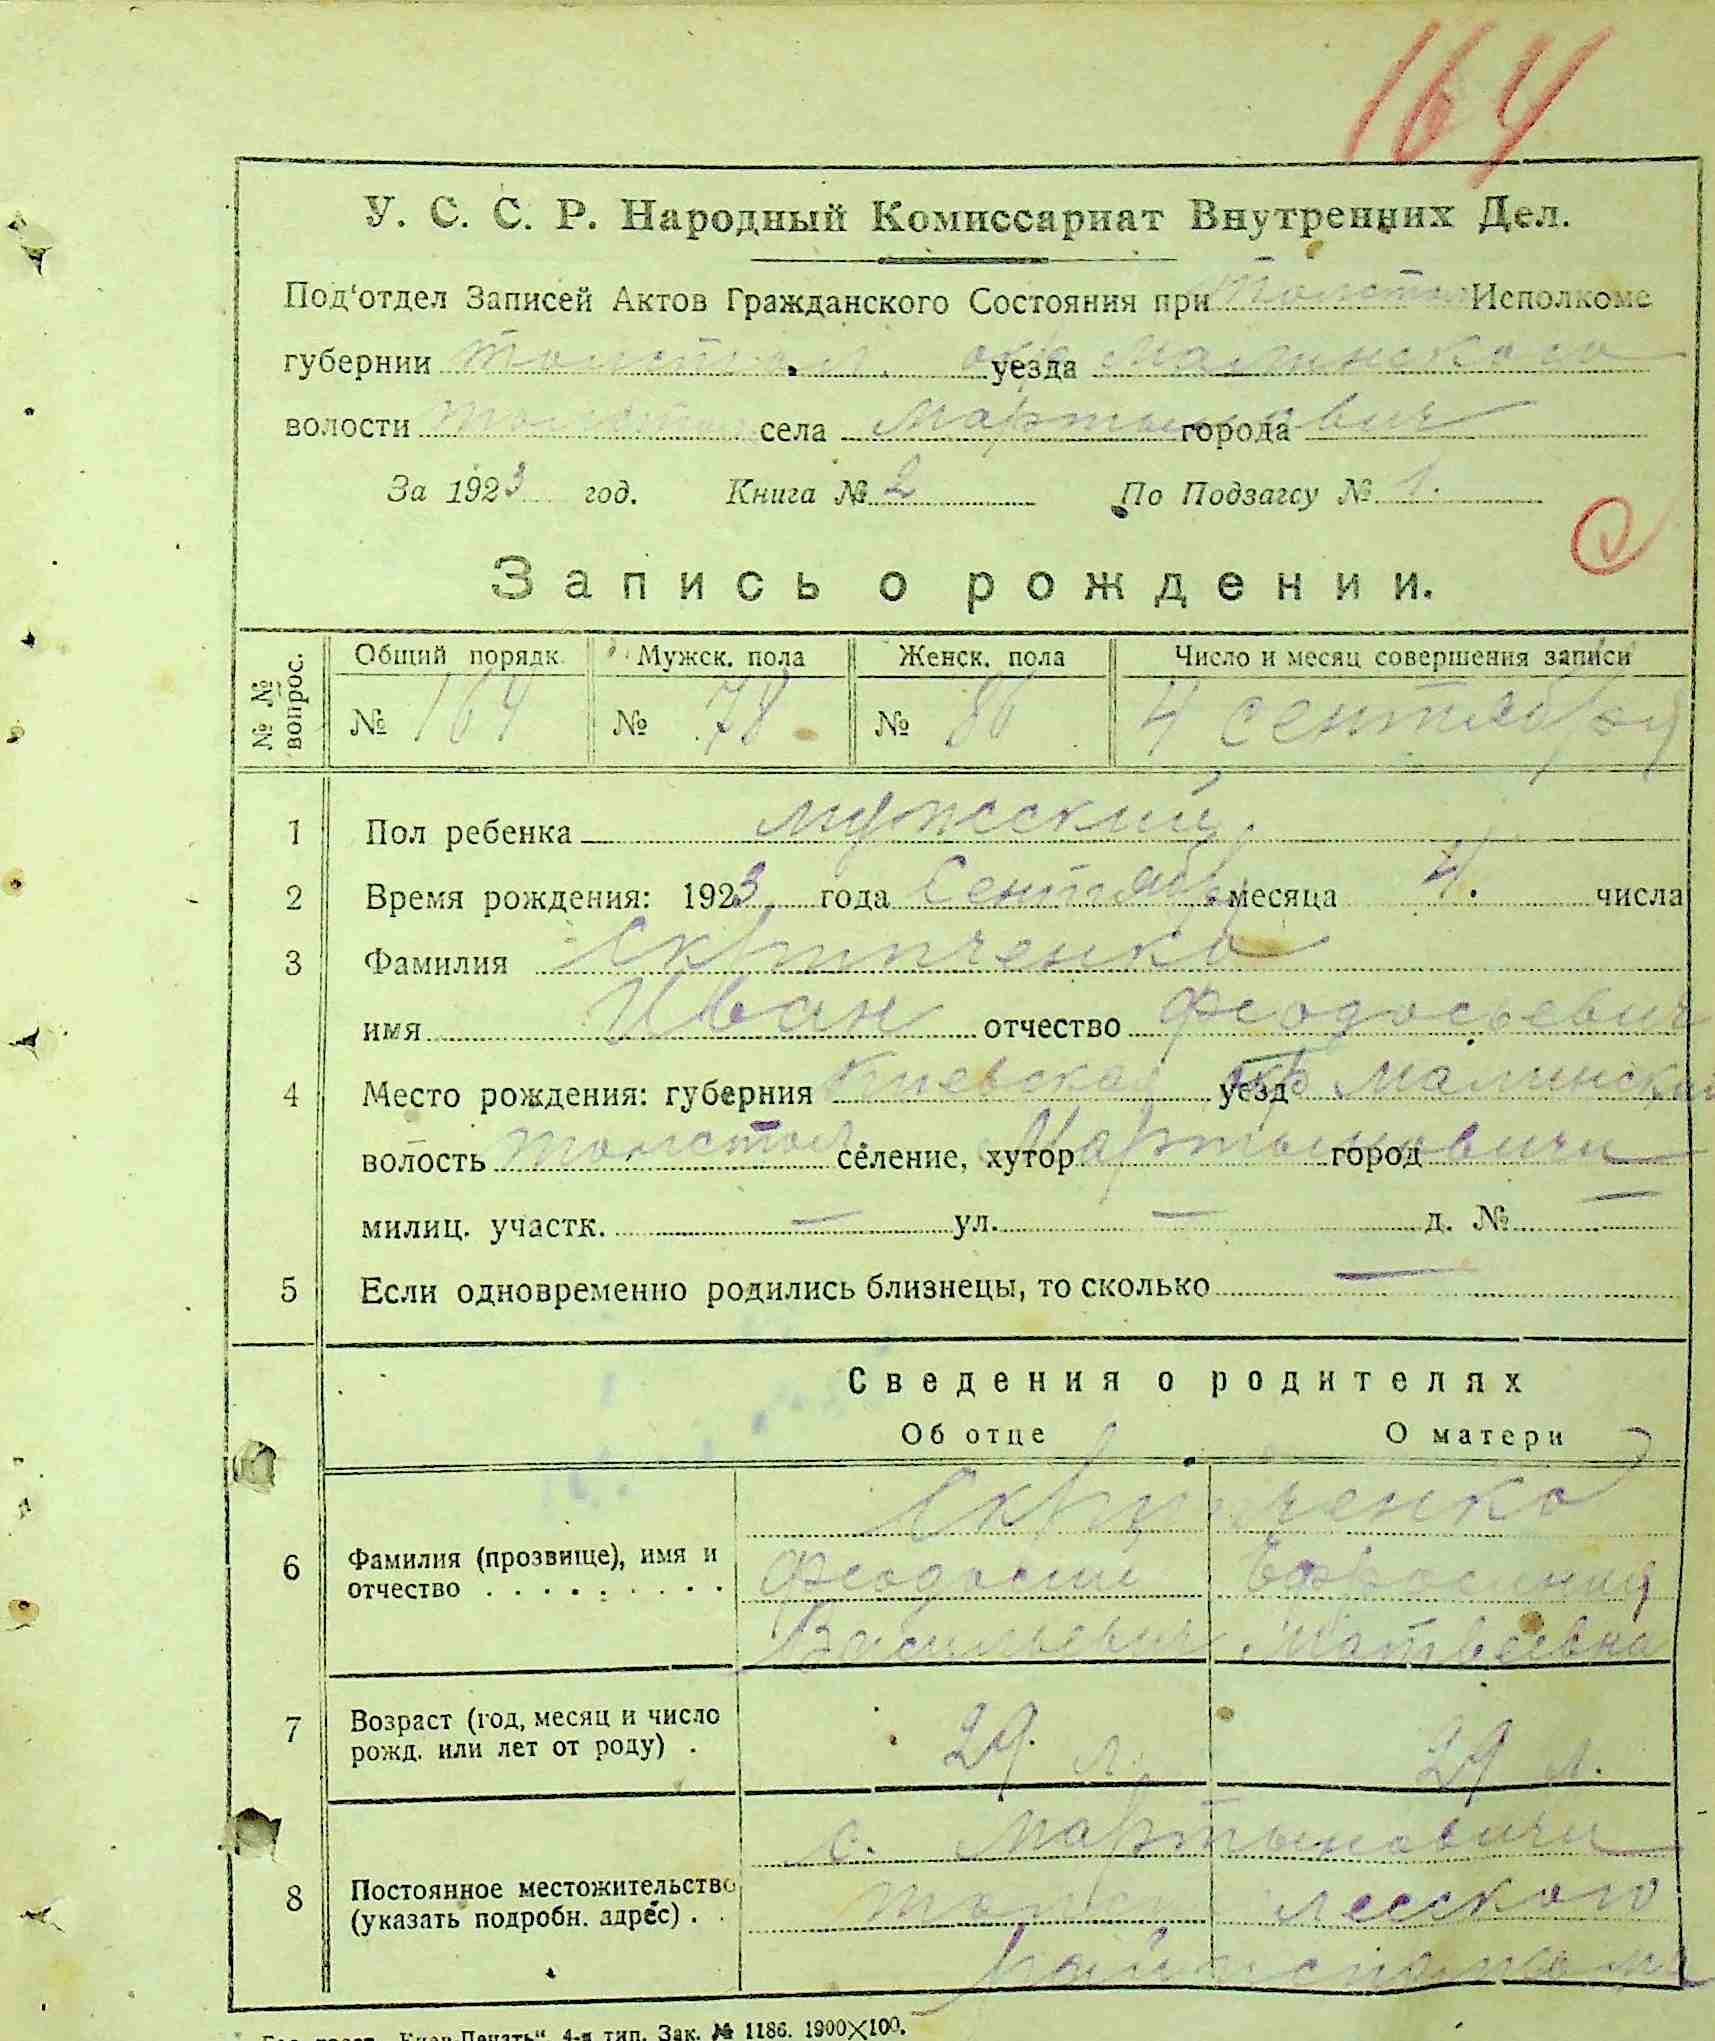 164
У. С. С. Р. Народный Комиссариат Внутренних Дел.
Под'отдел Записей Актов Гражданского Состояния при Исполкоме
губернии уезда окр Малинского
волости села Мартынович города
За 1923 год. Книга № 2 По Подзагсу № 1.
Запись о рождении.
№ № вопрос. Общий порядк. Мужск. пола Женск. пола Число и месяц совершения записи
№ 164 № 78 № 86 4 сентября
1 Пол ребенка мужский
2 Время рождения: 1923 года Сентября месяца 4. числа
3 Фамилия Скрипченко
имя Иван отчество Феодосьевич
4 Место рождения: губерния Киевская уезд окр Малинский
волость селение, хутор Мартыновичи город
милиц. участк. — ул. — д. № —
5 Если одновременно родились близнецы, то сколько —
Сведения о родителях
Об отце О матери
Скрипченко
6 Фамилия (прозвище), имя и отчество . . . . . . . . . Феодосий Ефросиния
Васильевич Матвеевна
7 Возраст (год, месяц и число рожд. или лет от роду) . 29 л. 29 л.
с. Мартыновичи
8 Постоянное местожительство (указать подробн. адрес) . .
„Киев-Печать“ 4-я тип. Зак. № 1186. 1900×100.